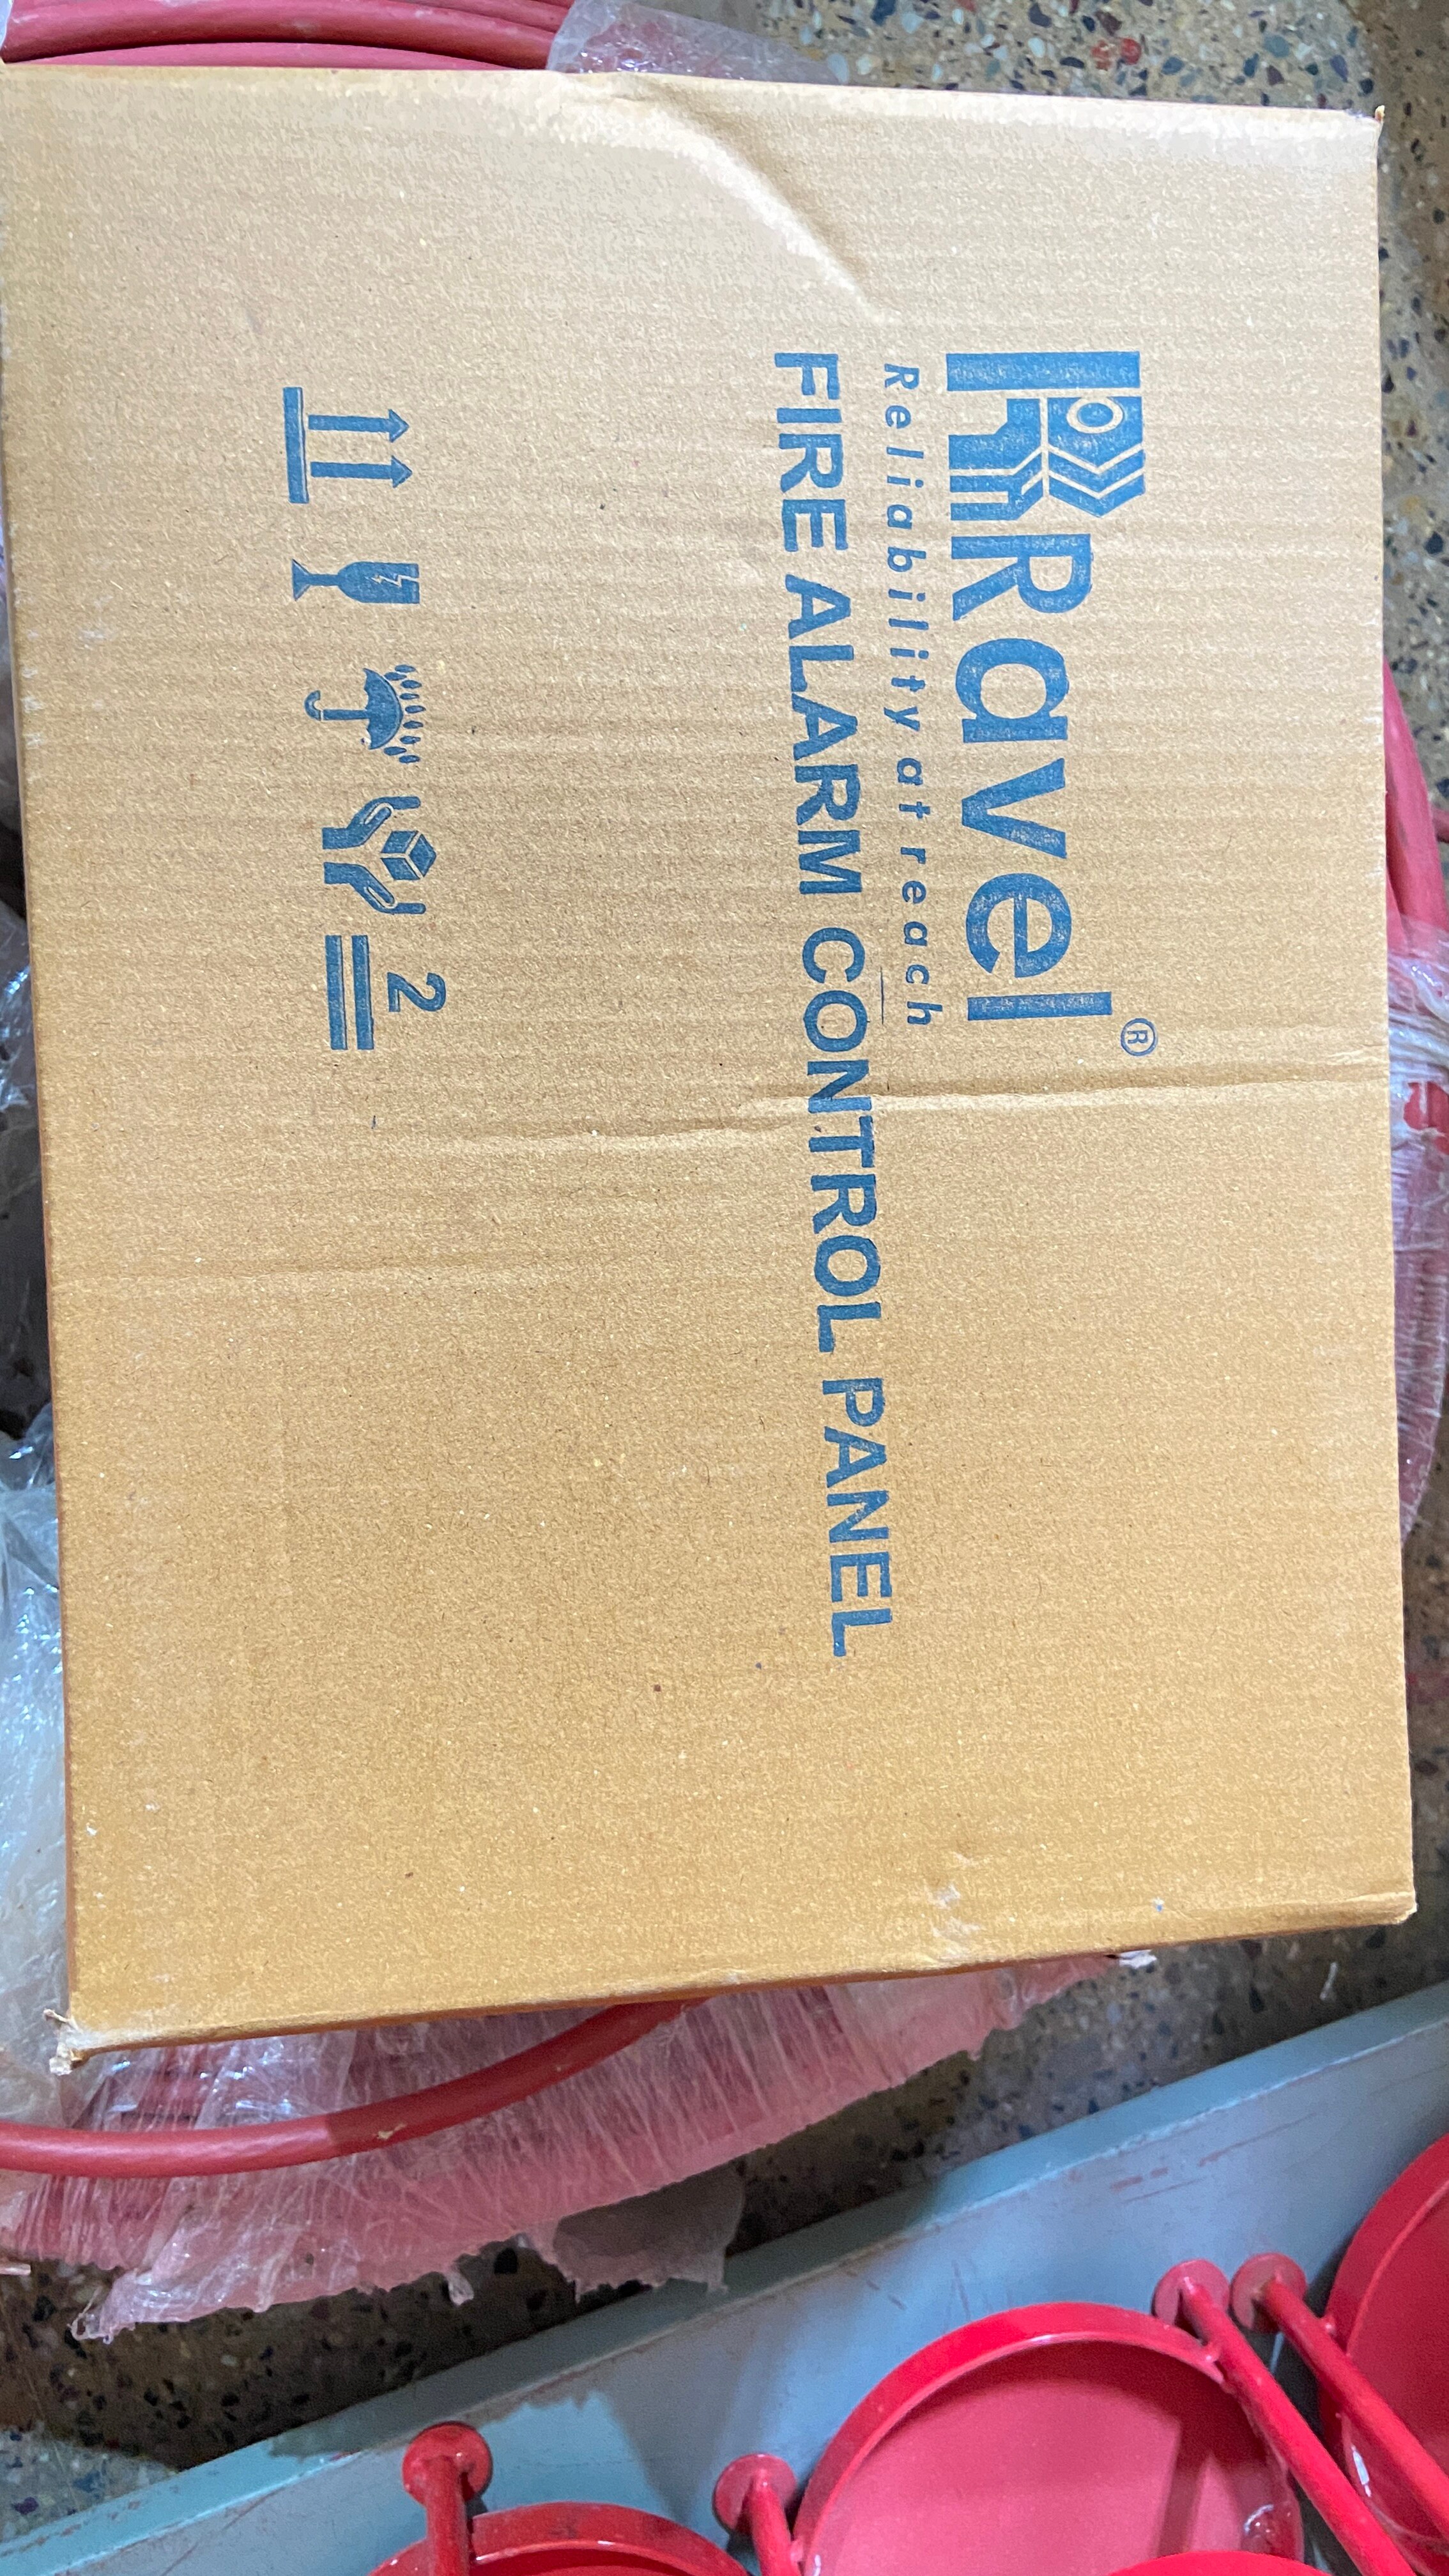 Ravel®
Reliability at reach
FIRE ALARM CONTROL PANEL
2